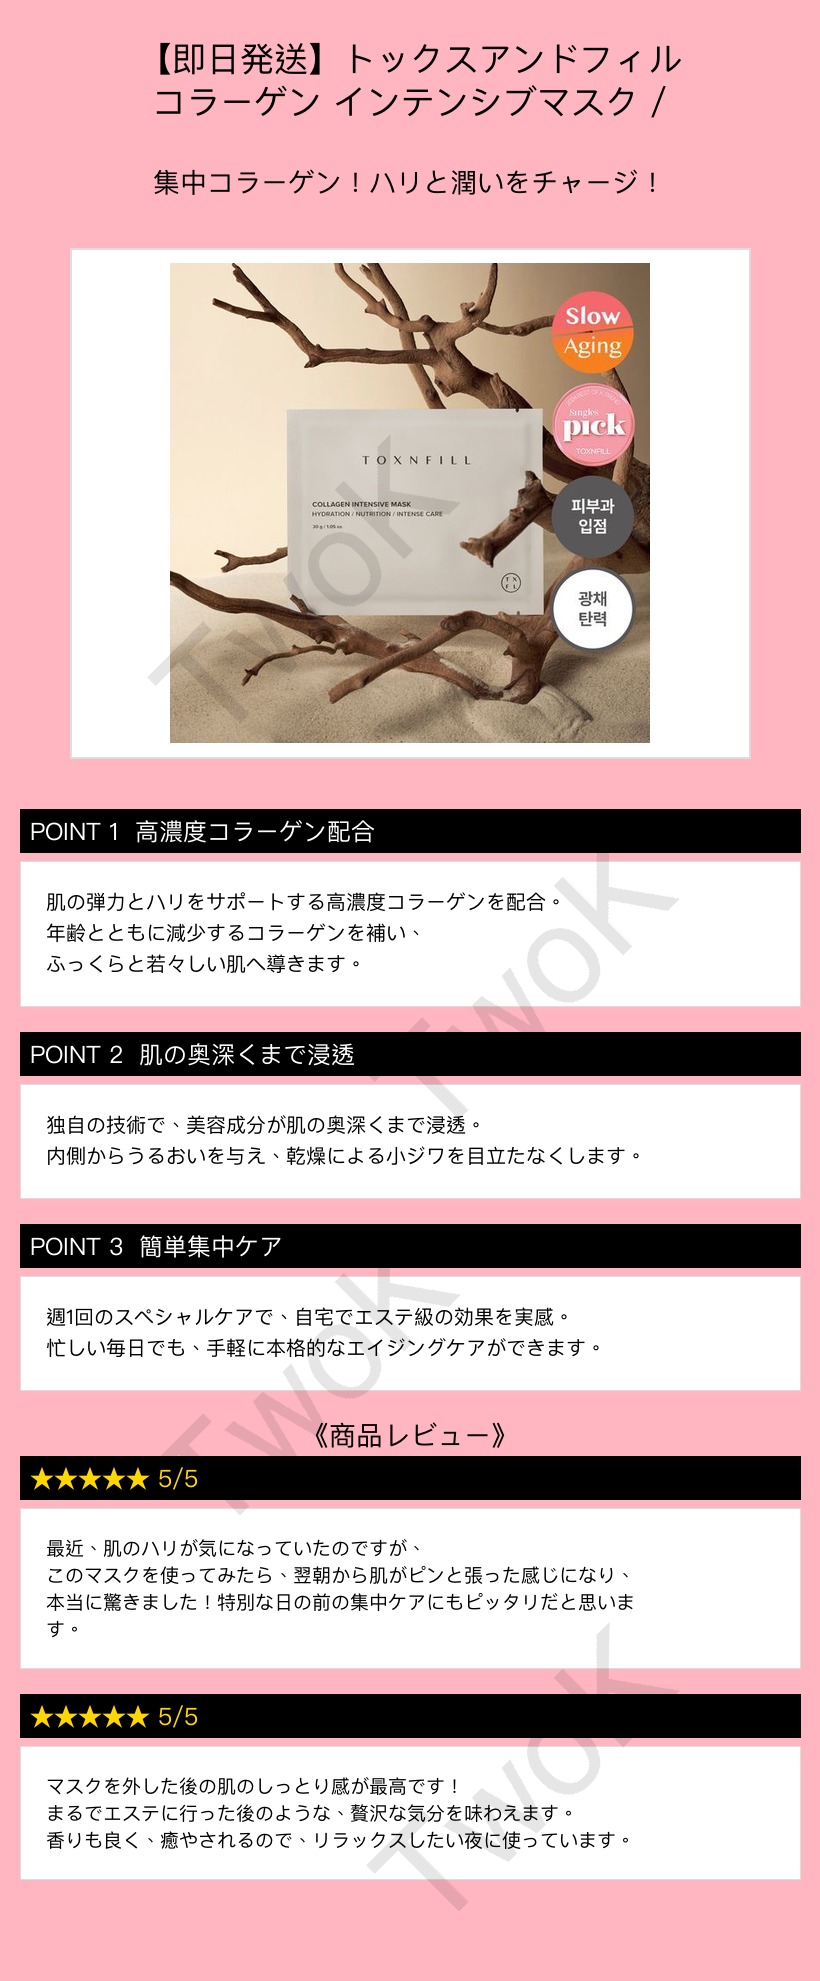 【即日発送】トックスアンドフィル
コラーゲン インテンシブマスク /
集中コラーゲン！ハリと潤いをチャージ！
Slow
Aging
Singles
pick
TOXNFILL
피부과
입점
광채
탄력
TOXNFILL
COLLAGEN INTENSIVE MASK
HYDRATION / NUTRITION / INTENSE CARE
30 g / 1.05 oz.
TX
FL
TwoK
POINT 1 高濃度コラーゲン配合
肌の弾力とハリをサポートする高濃度コラーゲンを配合。
年齢とともに減少するコラーゲンを補い、
ふっくらと若々しい肌へ導きます。
TwoK
POINT 2 肌の奥深くまで浸透
独自の技術で、美容成分が肌の奥深くまで浸透。
内側からうるおいを与え、乾燥による小ジワを目立たなくします。
POINT 3 簡単集中ケア
週1回のスペシャルケアで、自宅でエステ級の効果を実感。
忙しい毎日でも、手軽に本格的なエイジングケアができます。
TwoK
《商品レビュー》
★★★★★ 5/5
最近、肌のハリが気になっていたのですが、
このマスクを使ってみたら、翌朝から肌がピンと張った感じになり、
本当に驚きました！特別な日の前の集中ケアにもピッタリだと思いま
す。
★★★★★ 5/5
マスクを外した後の肌のしっとり感が最高です！
まるでエステに行った後のような、贅沢な気分を味わえます。
香りも良く、癒やされるので、リラックスしたい夜に使っています。
TwoK